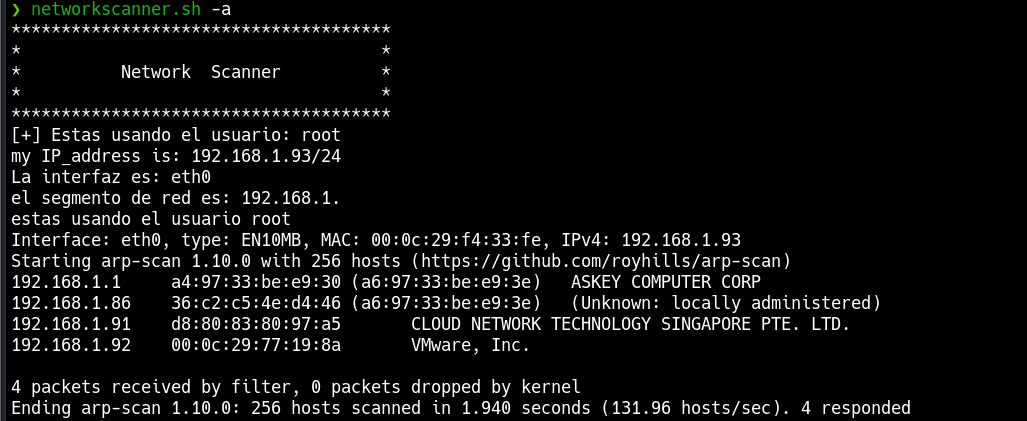 ❯ networkscanner.sh -a
**************************************
*                                    *
*          Network  Scanner          *
*                                    *
**************************************
[+] Estas usando el usuario: root
my IP_address is: 192.168.1.93/24
La interfaz es: eth0
el segmento de red es: 192.168.1.
estas usando el usuario root
Interface: eth0, type: EN10MB, MAC: 00:0c:29:f4:33:fe, IPv4: 192.168.1.93
Starting arp-scan 1.10.0 with 256 hosts (https://github.com/royhills/arp-scan)
192.168.1.1     a4:97:33:be:e9:30 (a6:97:33:be:e9:3e)   ASKEY COMPUTER CORP
192.168.1.86    36:c2:c5:4e:d4:46 (a6:97:33:be:e9:3e)   (Unknown: locally administered)
192.168.1.91    d8:80:83:80:97:a5       CLOUD NETWORK TECHNOLOGY SINGAPORE PTE. LTD.
192.168.1.92    00:0c:29:77:19:8a       VMware, Inc.

4 packets received by filter, 0 packets dropped by kernel
Ending arp-scan 1.10.0: 256 hosts scanned in 1.940 seconds (131.96 hosts/sec). 4 responded